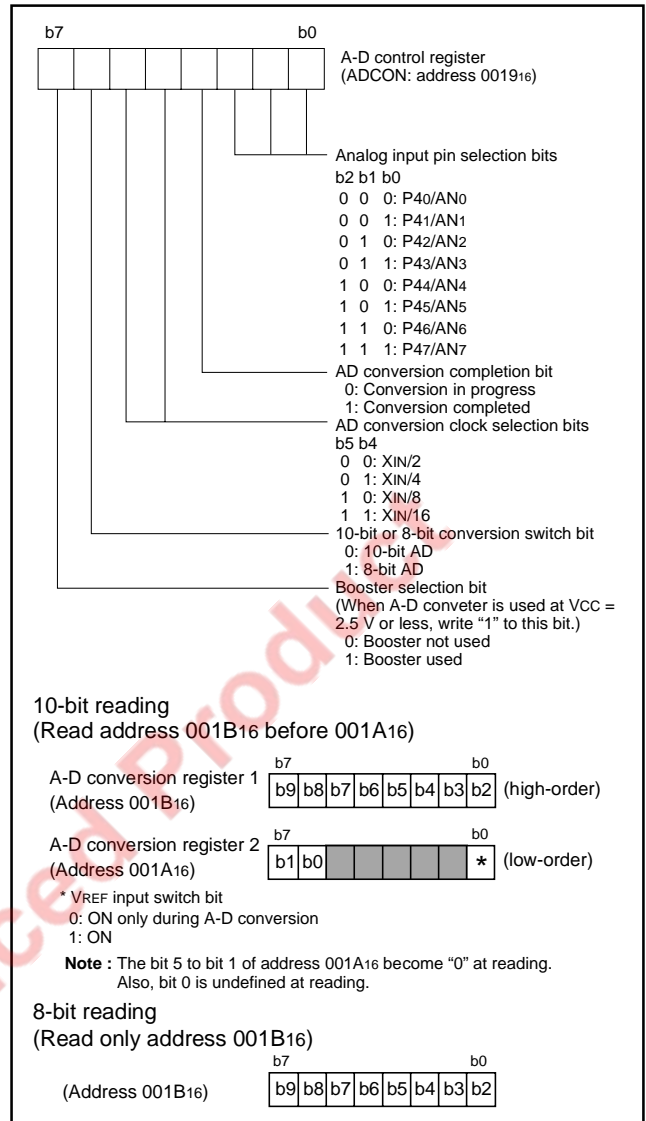 b7 b0
A-D control register
(ADCON: address 001916)
Analog input pin selection bits
b2 b1 b0
0 0 0: P40/AN0
0 0 1: P41/AN1
0 1 0: P42/AN2
0 1 1: P43/AN3
1 0 0: P44/AN4
1 0 1: P45/AN5
1 1 0: P46/AN6
1 1 1: P47/AN7
AD conversion completion bit
0: Conversion in progress
1: Conversion completed
AD conversion clock selection bits
b5 b4
0 0: XIN/2
0 1: XIN/4
1 0: XIN/8
1 1: XIN/16
10-bit or 8-bit conversion switch bit
0: 10-bit AD
1: 8-bit AD
Booster selection bit
(When A-D conveter is used at VCC =
2.5 V or less, write “1” to this bit.)
0: Booster not used
1: Booster used
10-bit reading
(Read address 001B16 before 001A16)
b7 b0
A-D conversion register 1
(Address 001B16)
b9 b8 b7 b6 b5 b4 b3 b2 (high-order)
b7 b0
A-D conversion register 2
(Address 001A16)
b1 b0 * (low-order)
* VREF input switch bit
0: ON only during A-D conversion
1: ON
Note : The bit 5 to bit 1 of address 001A16 become “0” at reading.
Also, bit 0 is undefined at reading.
8-bit reading
(Read only address 001B16)
b7 b0
(Address 001B16) b9 b8 b7 b6 b5 b4 b3 b2
ced Product